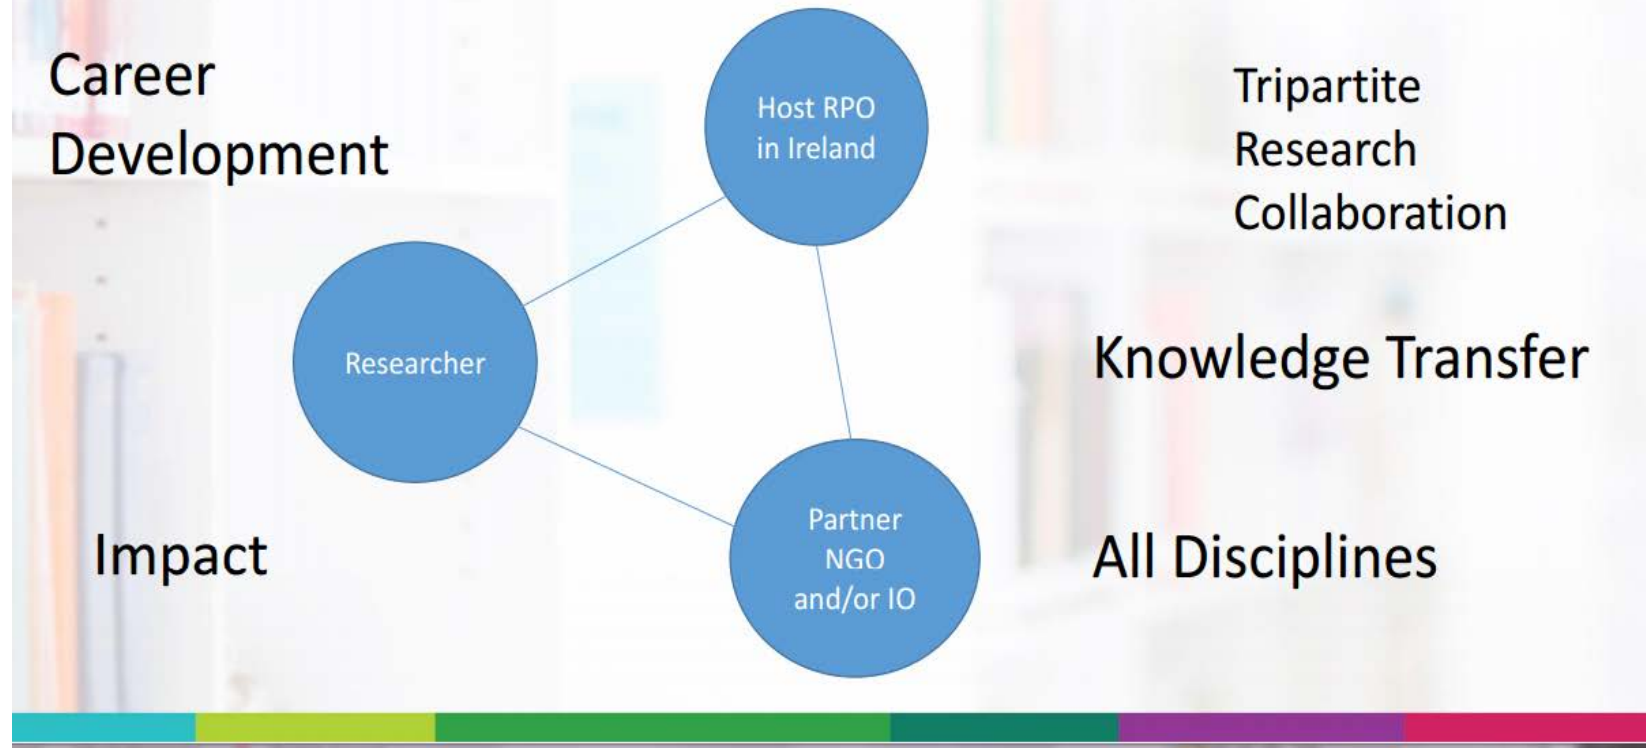 Career
Development
Host RPO
in Ireland
Tripartite
Research
Collaboration
Researcher
Knowledge Transfer
Impact
Partner
NGO
and/or IO
All Disciplines